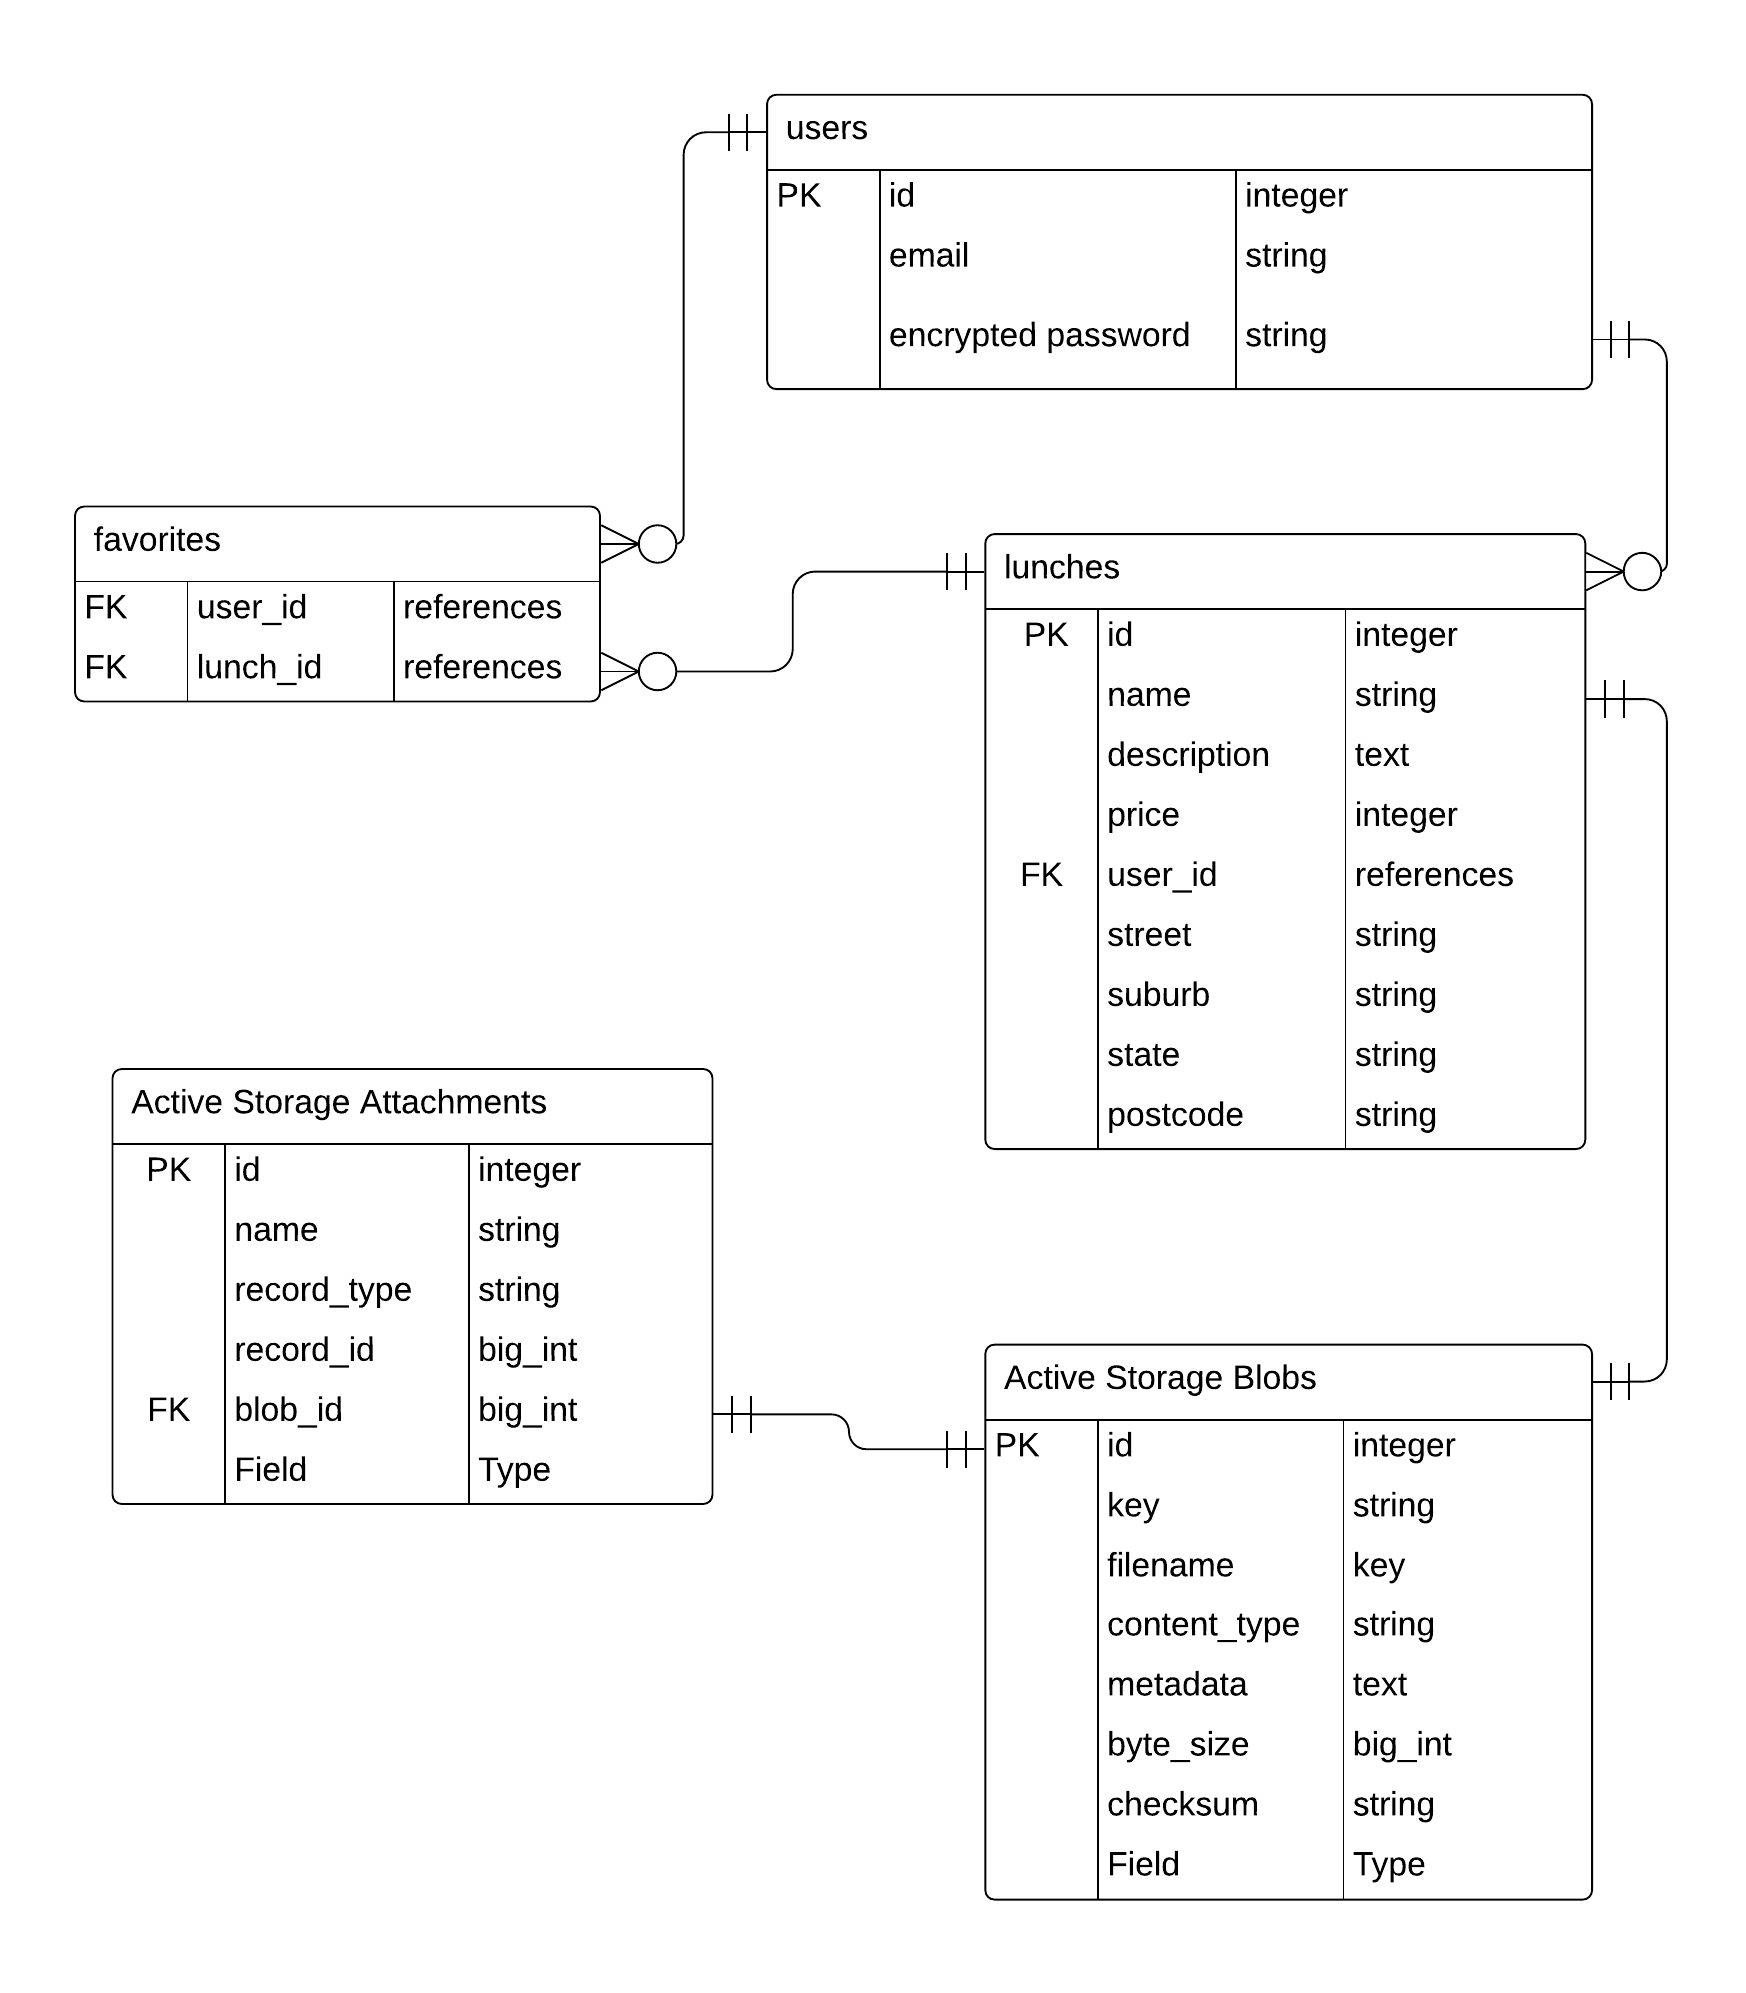 users
PK id integer
email string
encrypted password string
favorites
FK user_id references
FK lunch_id references
lunches
PK id integer
name string
description text
price integer
FK user_id references
street string
suburb string
state string
postcode string
Active Storage Attachments
PK id integer
name string
record_type string
record_id big_int
FK blob_id big_int
Field Type
Active Storage Blobs
PK id integer
key string
filename key
content_type string
metadata text
byte_size big_int
checksum string
Field Type